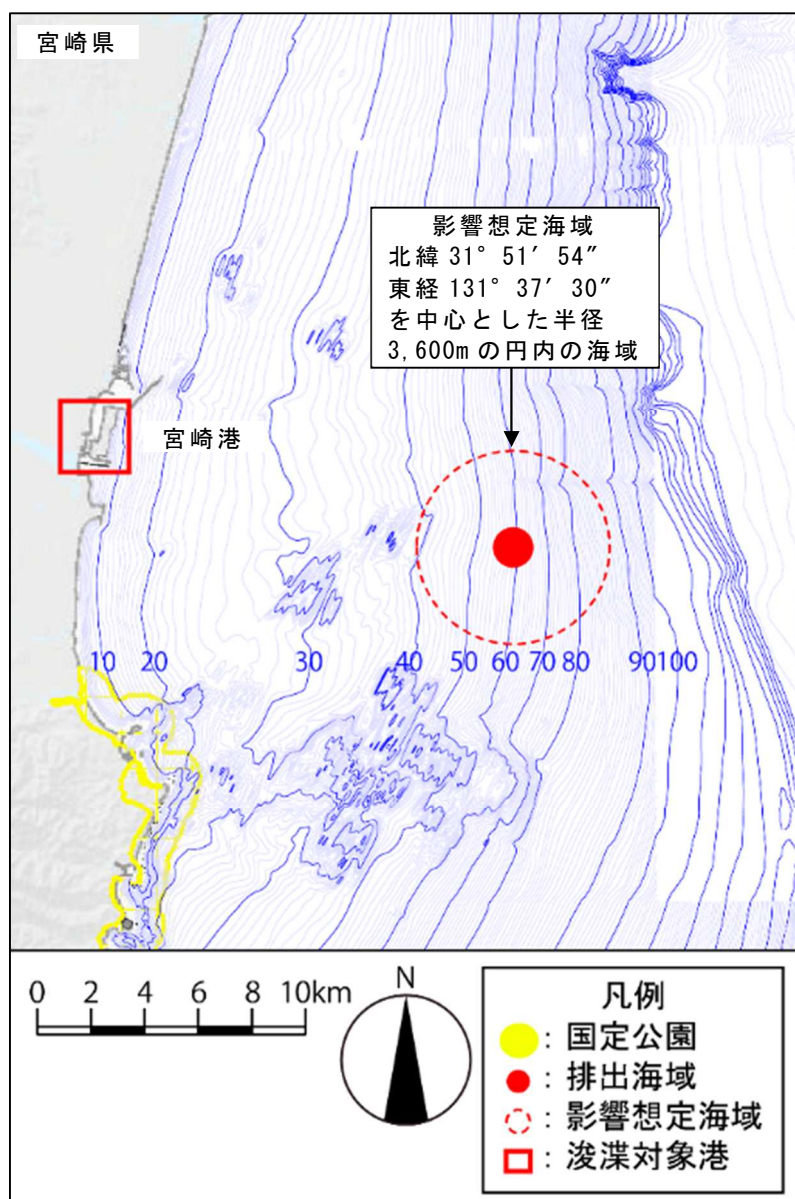 宮崎県
影響想定海域
北緯 31° 51′ 54″
東経 131° 37′ 30″
を中心とした半径
3,600m の円内の海域
宮崎港
10 20 30 40 50 60 70 80 90 100
0 2 4 6 8 10km
N
凡例
: 国定公園
: 排出海域
: 影響想定海域
: 浚渫対象港